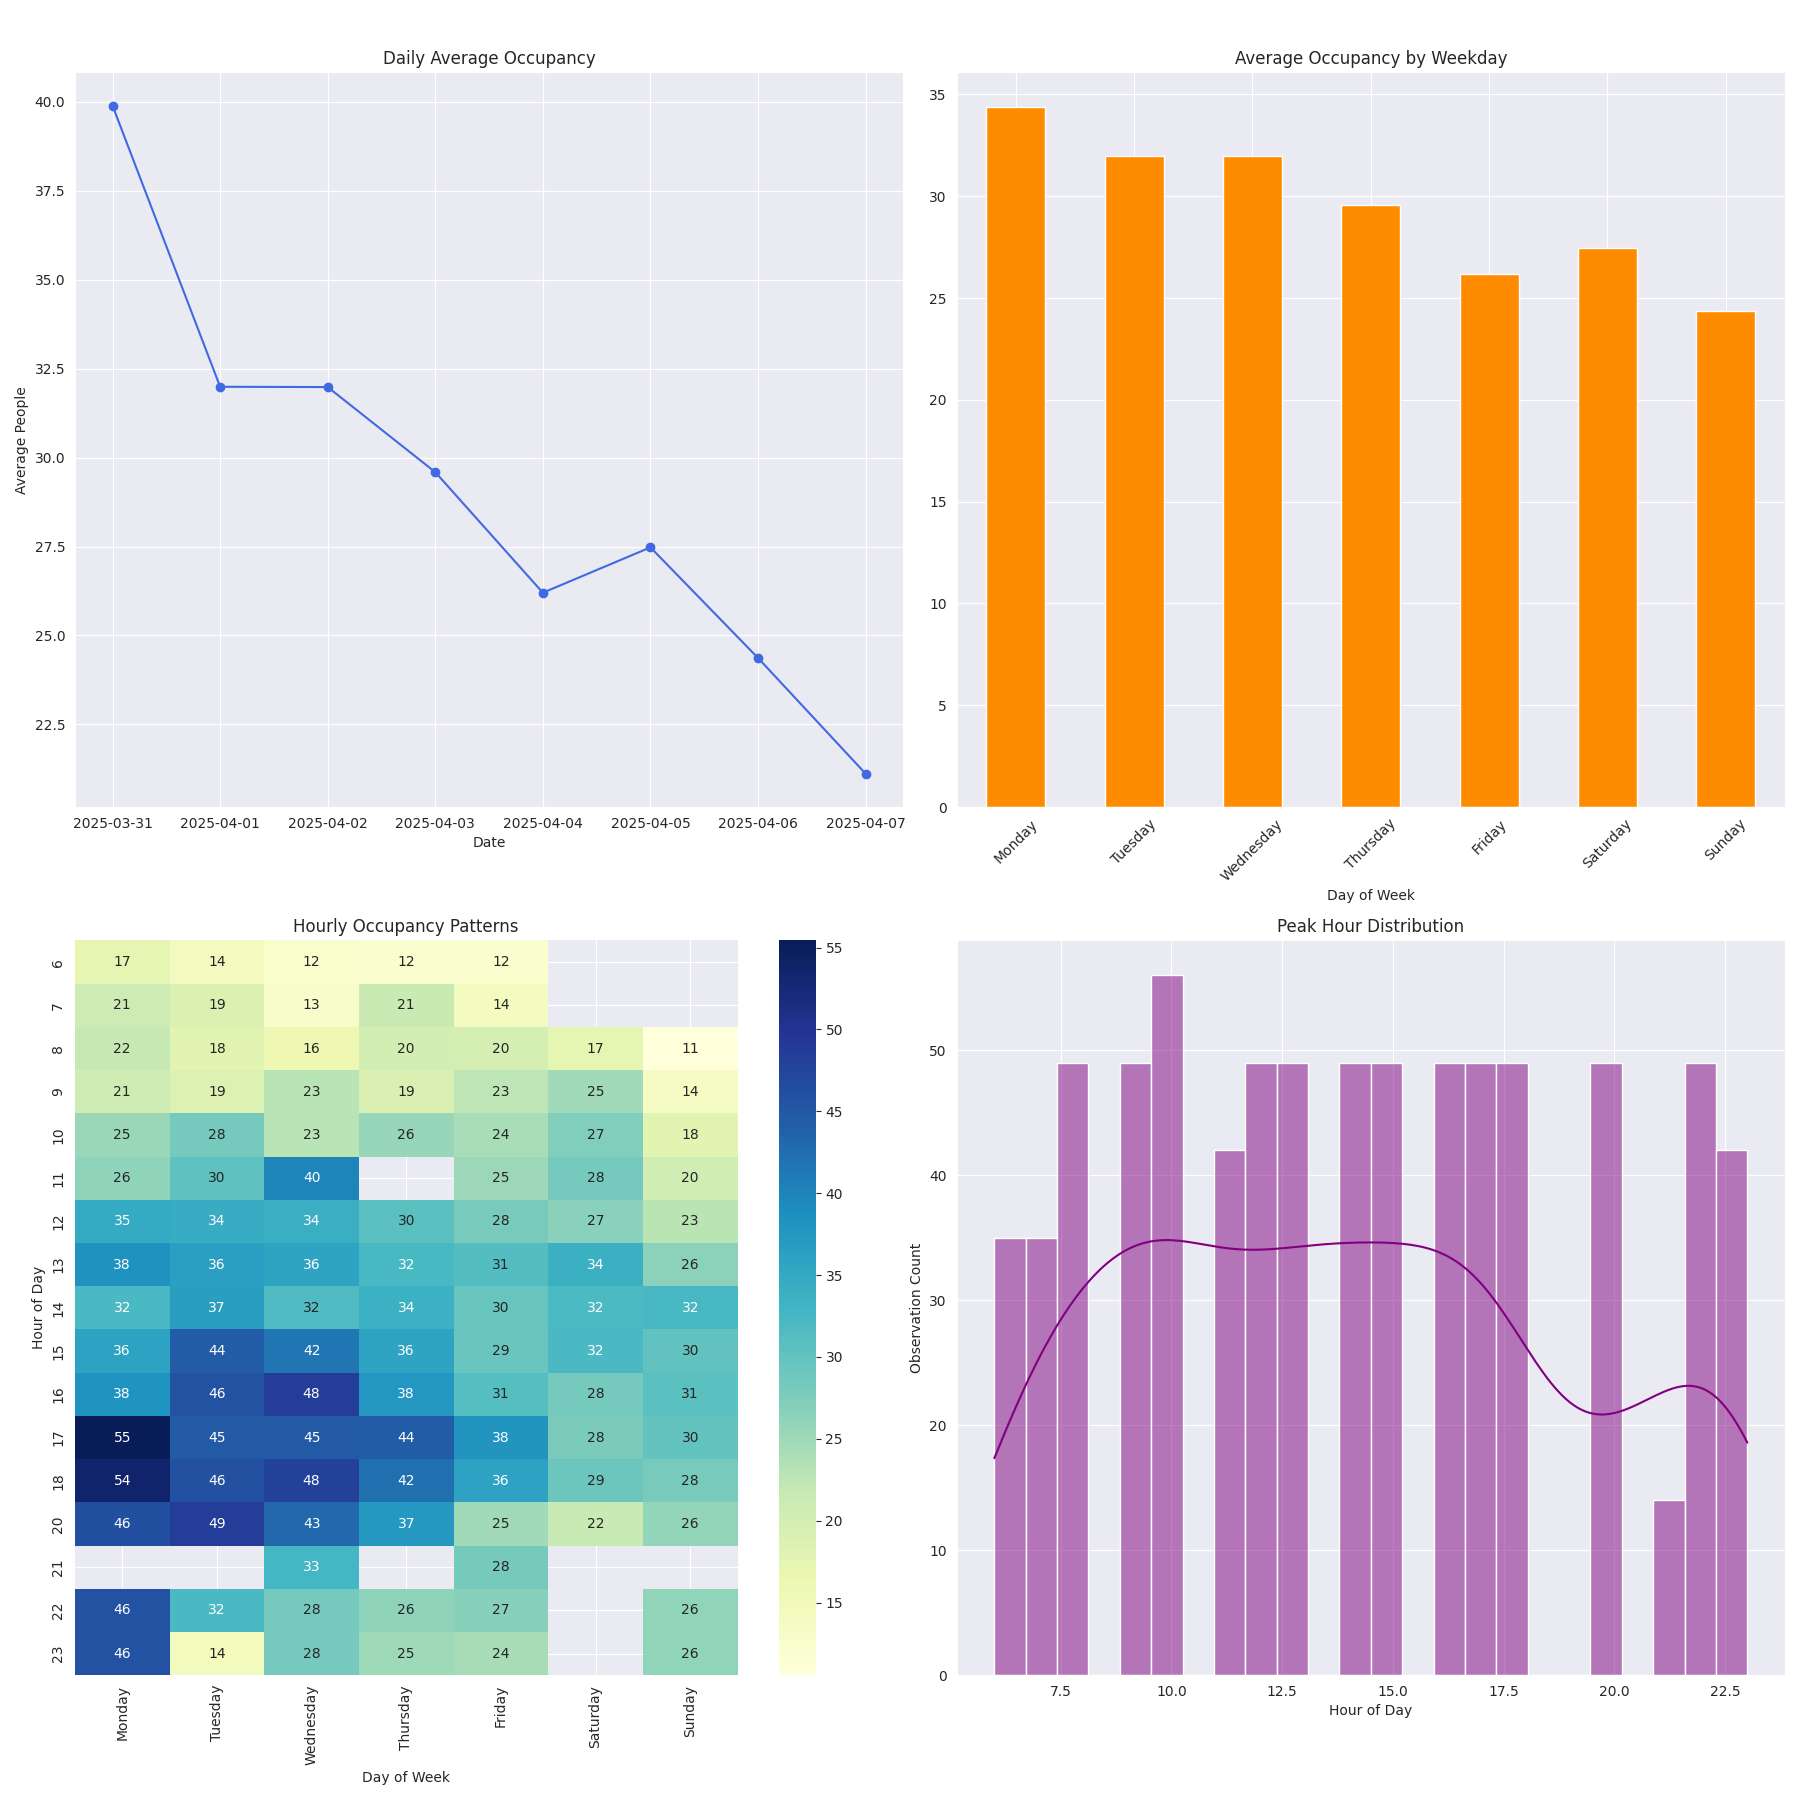 Daily Average Occupancy
40.0
37.5
35.0
32.5
30.0
27.5
25.0
22.5
Average People
2025-03-31 2025-04-01 2025-04-02 2025-04-03 2025-04-04 2025-04-05 2025-04-06 2025-04-07
Date
Average Occupancy by Weekday
35
30
25
20
15
10
5
0
Monday Tuesday Wednesday Thursday Friday Saturday Sunday
Day of Week
Hourly Occupancy Patterns
Hour of Day
6 17 14 12 12 12
7 21 19 13 21 14
8 22 18 16 20 20 17 11
9 21 19 23 19 23 25 14
10 25 28 23 26 24 27 18
11 26 30 40 25 28 20
12 35 34 34 30 28 27 23
13 38 36 36 32 31 34 26
14 32 37 32 34 30 32 32
15 36 44 42 36 29 32 30
16 38 46 48 38 31 28 31
17 55 45 45 44 38 28 30
18 54 46 48 42 36 29 28
20 46 49 43 37 25 22 26
21 33 28
22 46 32 28 26 27 26
23 46 14 28 25 24 26
Monday Tuesday Wednesday Thursday Friday Saturday Sunday
Day of Week
55
50
45
40
35
30
25
20
15
Peak Hour Distribution
50
40
30
20
10
0
Observation Count
7.5 10.0 12.5 15.0 17.5 20.0 22.5
Hour of Day